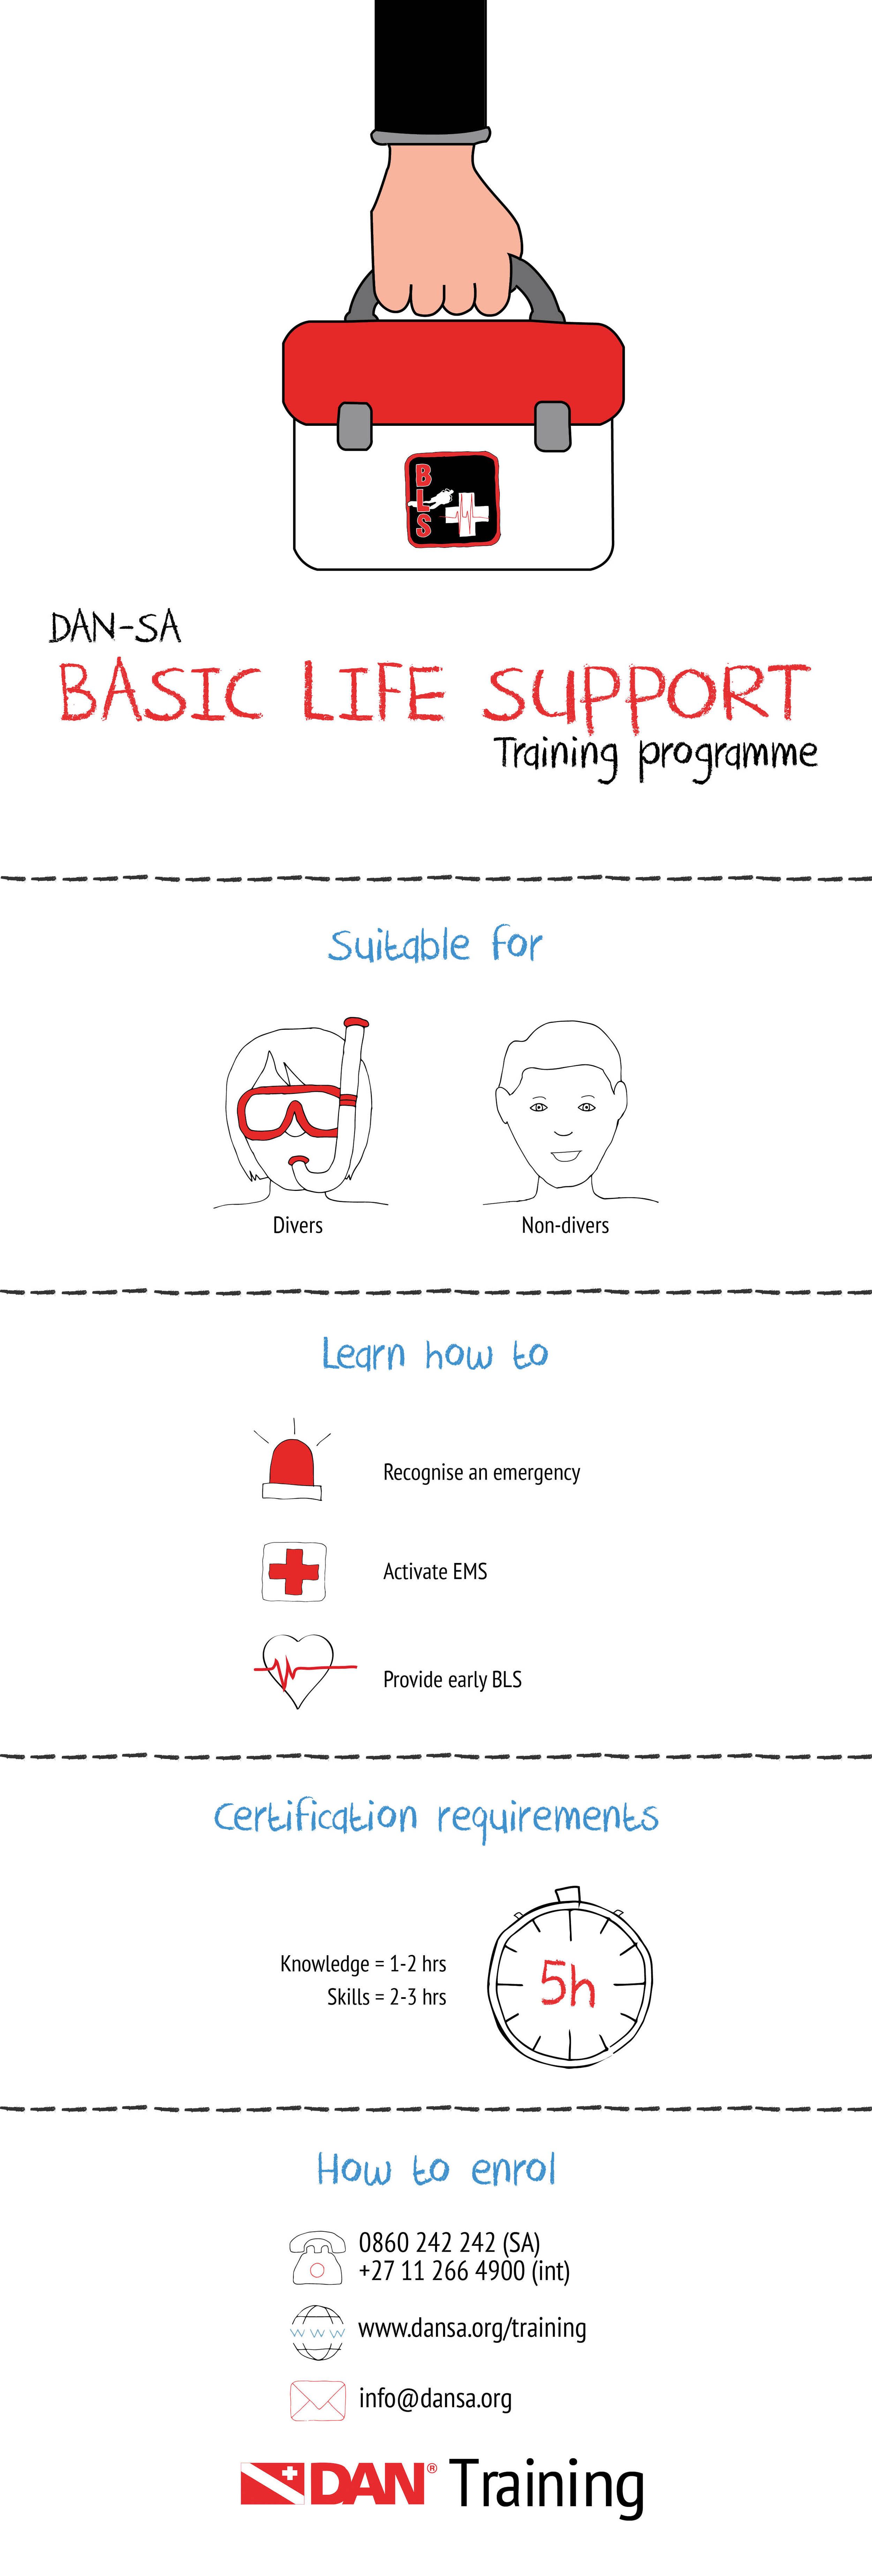 BLS
DAN-SA
BASIC LIFE SUPPORT
Training programme
Suitable for
Divers
Non-divers
Learn how to
Recognise an emergency
Activate EMS
Provide early BLS
Certification requirements
Knowledge = 1-2 hrs
Skills = 2-3 hrs
5h
How to enrol
0860 242 242 (SA)
+27 11 266 4900 (int)
W W W
www.dansa.org/training
info@dansa.org
DAN® Training